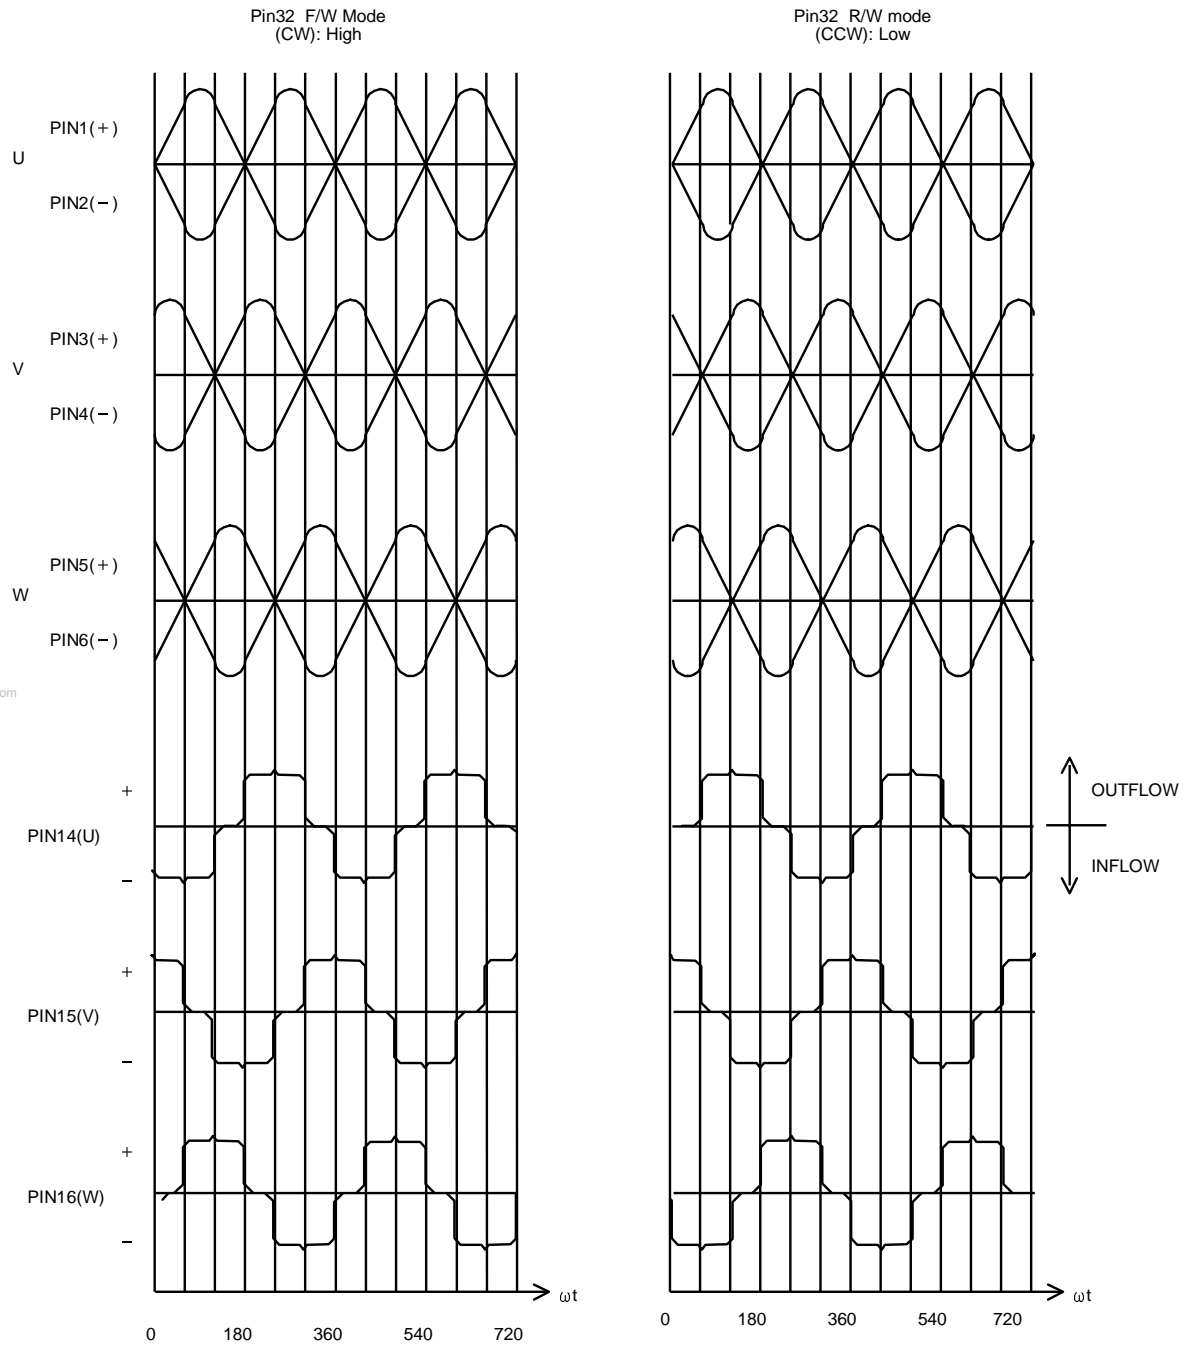 Pin32 F/W Mode
(CW): High
Pin32 R/W mode
(CCW): Low
PIN1(+)
U
PIN2(−)
PIN3(+)
V
PIN4(−)
PIN5(+)
W
PIN6(−)
om
+
PIN14(U)
−
OUTFLOW
INFLOW
+
PIN15(V)
−
+
PIN16(W)
−
ωt
ωt
0 180 360 540 720
0 180 360 540 720